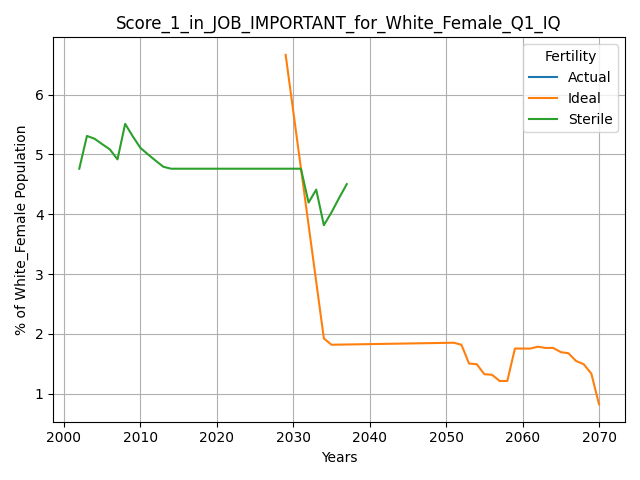 Score_1_in_JOB_IMPORTANT_for_White_Female_Q1_IQ
Fertility
Actual
Ideal
Sterile
% of White_Female Population
6
5
4
3
2
1
2000 2010 2020 2030 2040 2050 2060 2070
Years